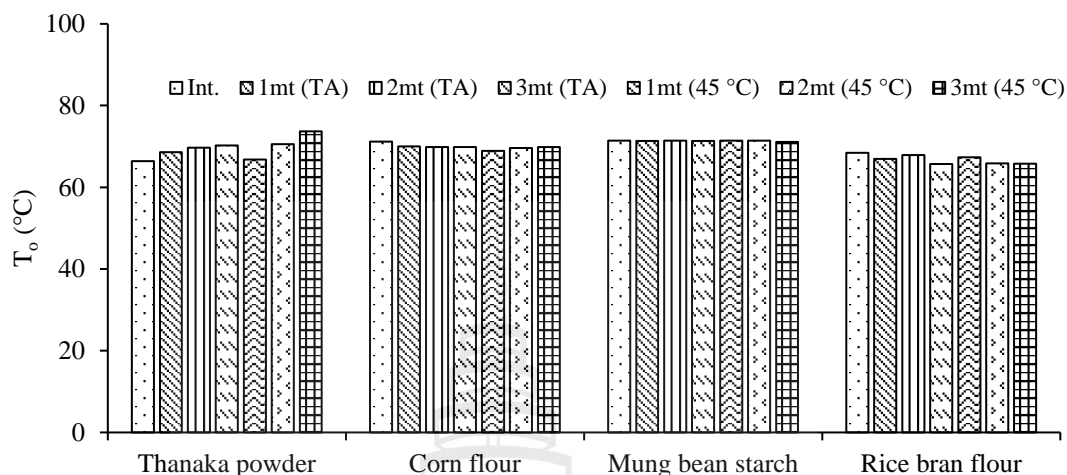 100
Int. 1mt (TA) 2mt (TA) 3mt (TA) 1mt (45 °C) 2mt (45 °C) 3mt (45 °C)
80
60
T₀ (°C)
40
20
0
Thanaka powder Corn flour Mung bean starch Rice bran flour